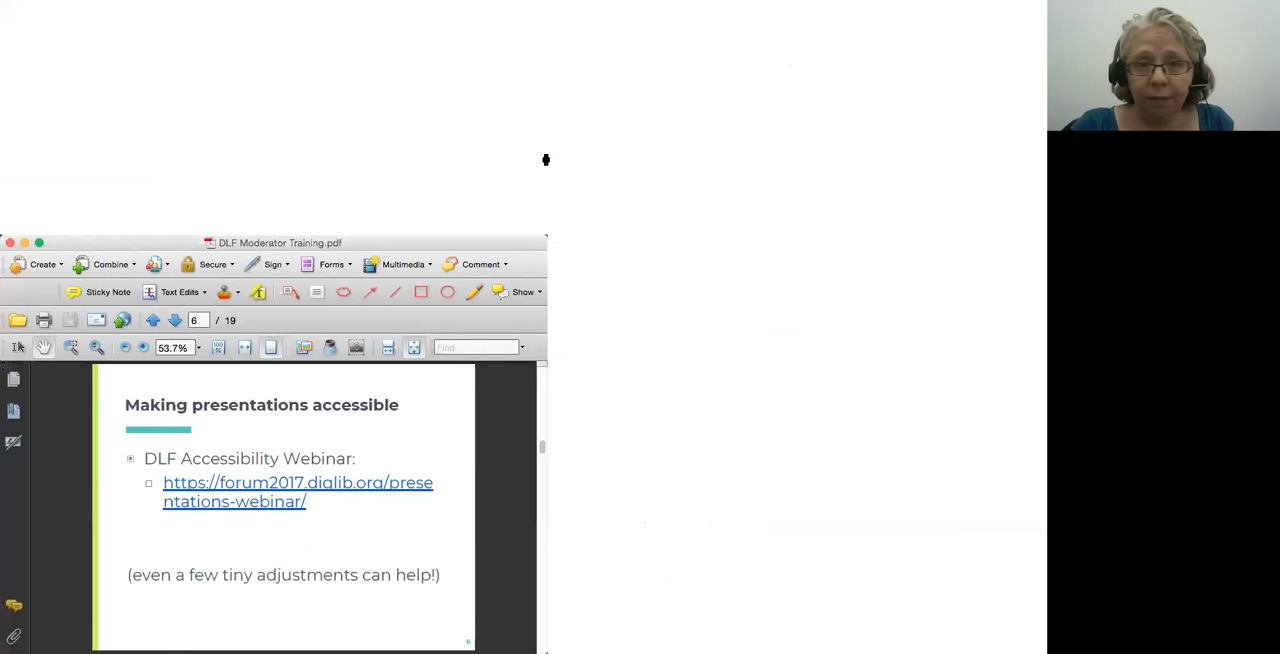 DLF Moderator Training.pdf
Create Combine Secure Sign Forms Multimedia Comment
Sticky Note Text Edits Show
6 / 19
53.7% 100% Find
Making presentations accessible
DLF Accessibility Webinar:
https://forum2017.diglib.org/prese
ntations-webinar/
(even a few tiny adjustments can help!)
6